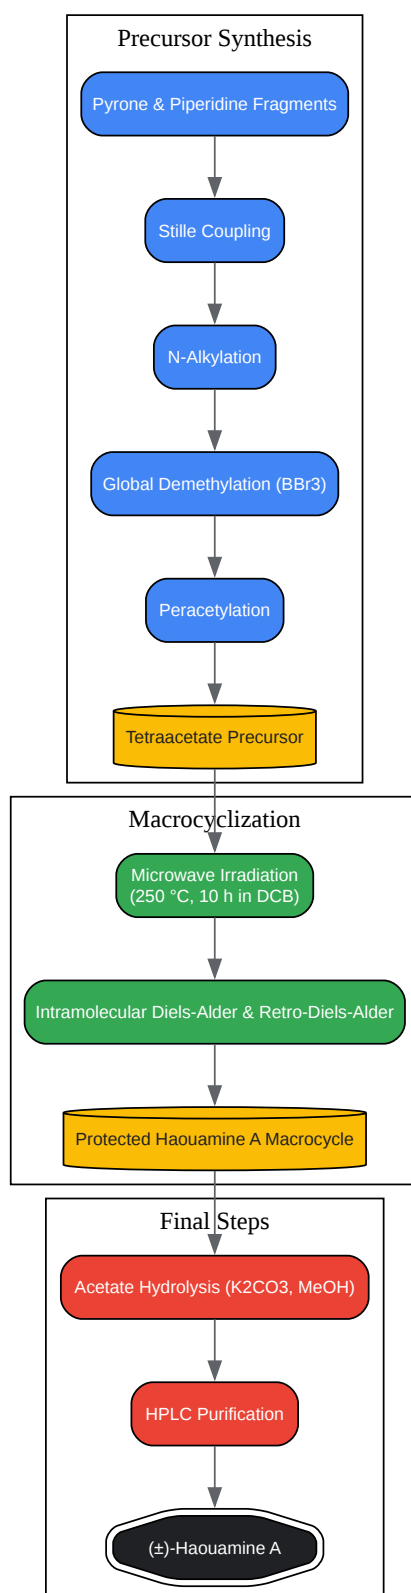 Precursor Synthesis
Pyrone & Piperidine Fragments
Stille Coupling
N-Alkylation
Global Demethylation (BBr3)
Peracetylation
Tetraacetate Precursor
Macrocyclization
Microwave Irradiation
(250 °C, 10 h in DCB)
Intramolecular Diels-Alder & Retro-Diels-Alder
Protected Haouamine A Macrocycle
Final Steps
Acetate Hydrolysis (K2CO3, MeOH)
HPLC Purification
(±)-Haouamine A